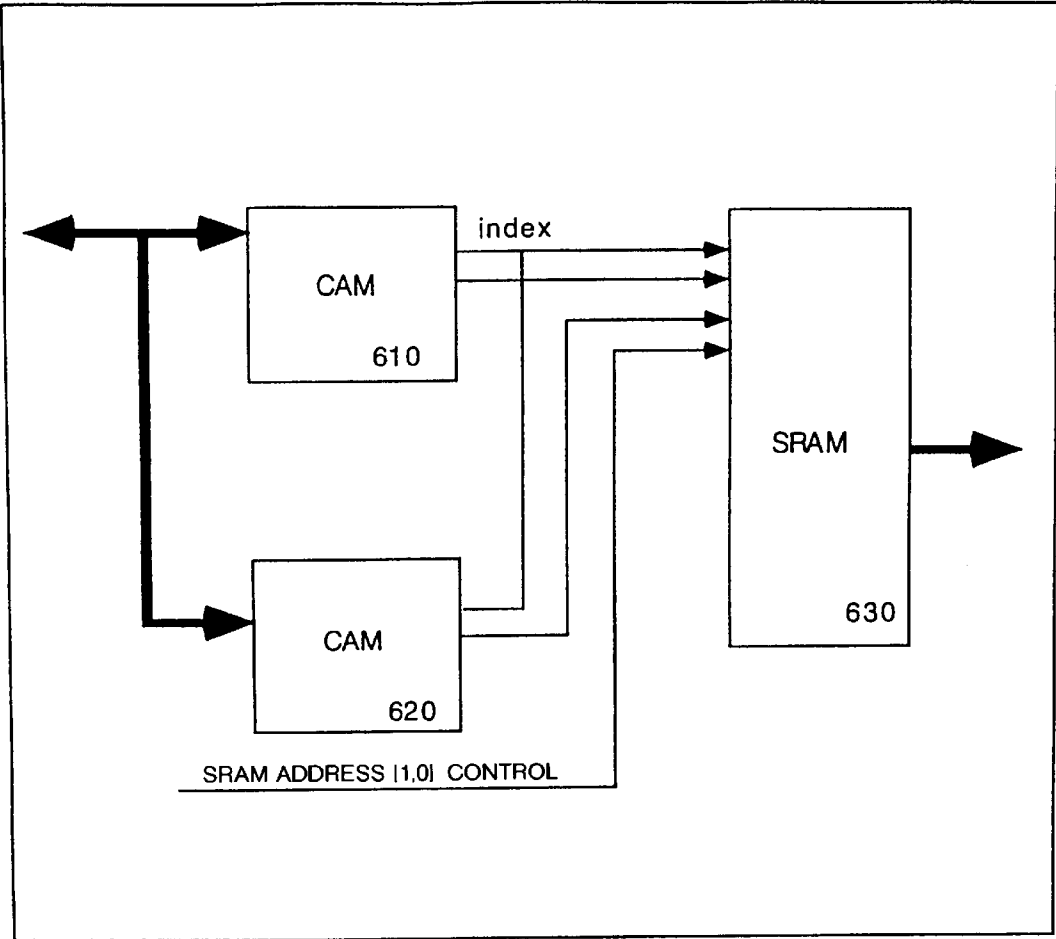 index
CAM
610
SRAM
630
CAM
620
SRAM ADDRESS [1,0] CONTROL